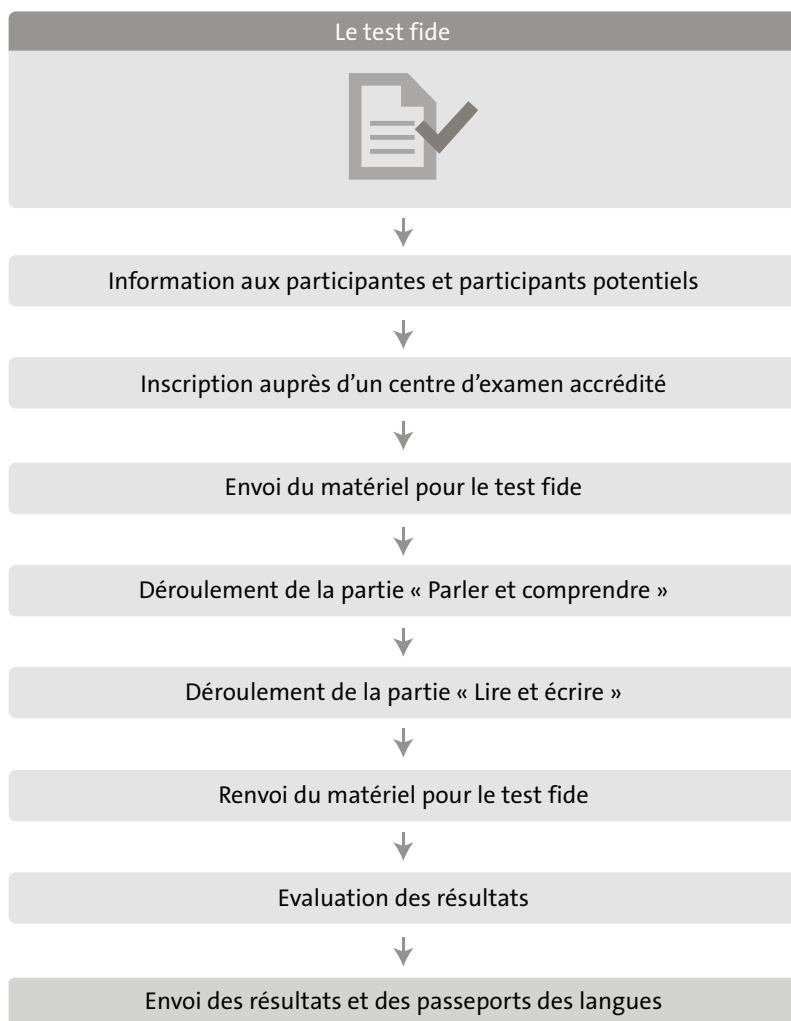 Le test fide
Information aux participantes et participants potentiels
Inscription auprès d’un centre d’examen accrédité
Envoi du matériel pour le test fide
Déroulement de la partie « Parler et comprendre »
Déroulement de la partie « Lire et écrire »
Renvoi du matériel pour le test fide
Evaluation des résultats
Envoi des résultats et des passeports des langues